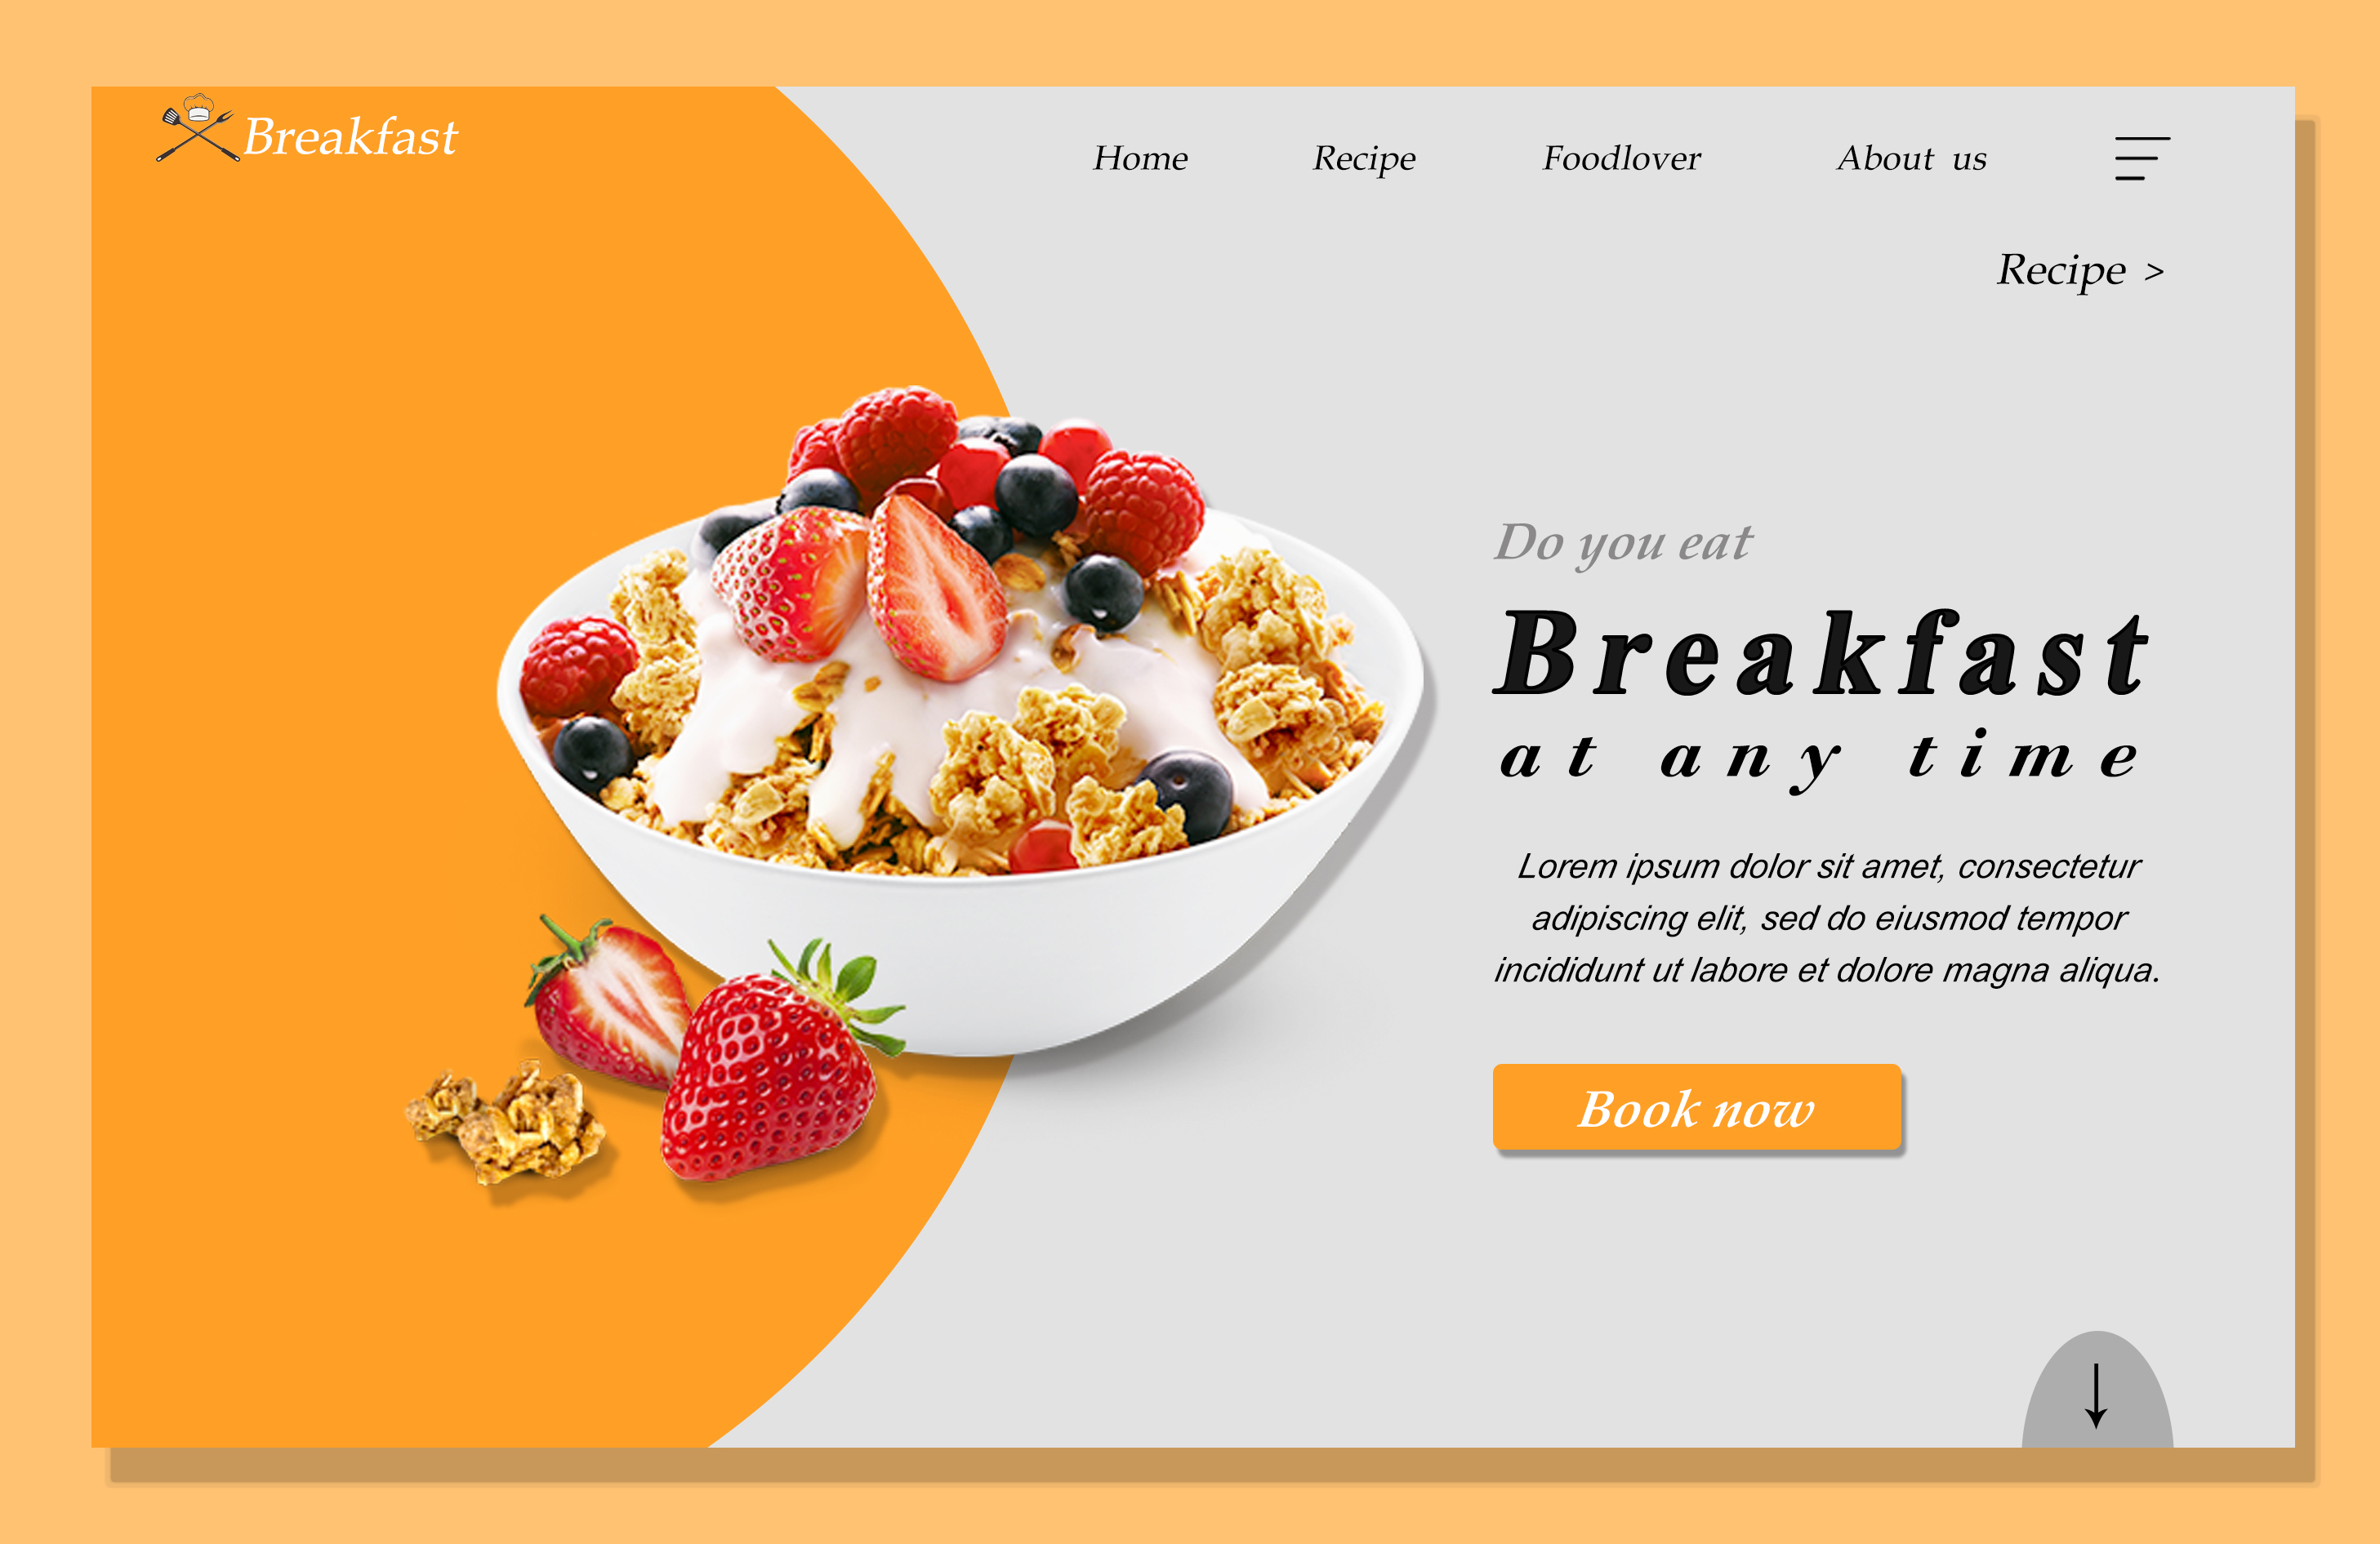 Breakfast
Home Recipe Foodlover About us
Recipe >
Do you eat
Breakfast
at any time
Lorem ipsum dolor sit amet, consectetur
adipiscing elit, sed do eiusmod tempor
incididunt ut labore et dolore magna aliqua.
Book now